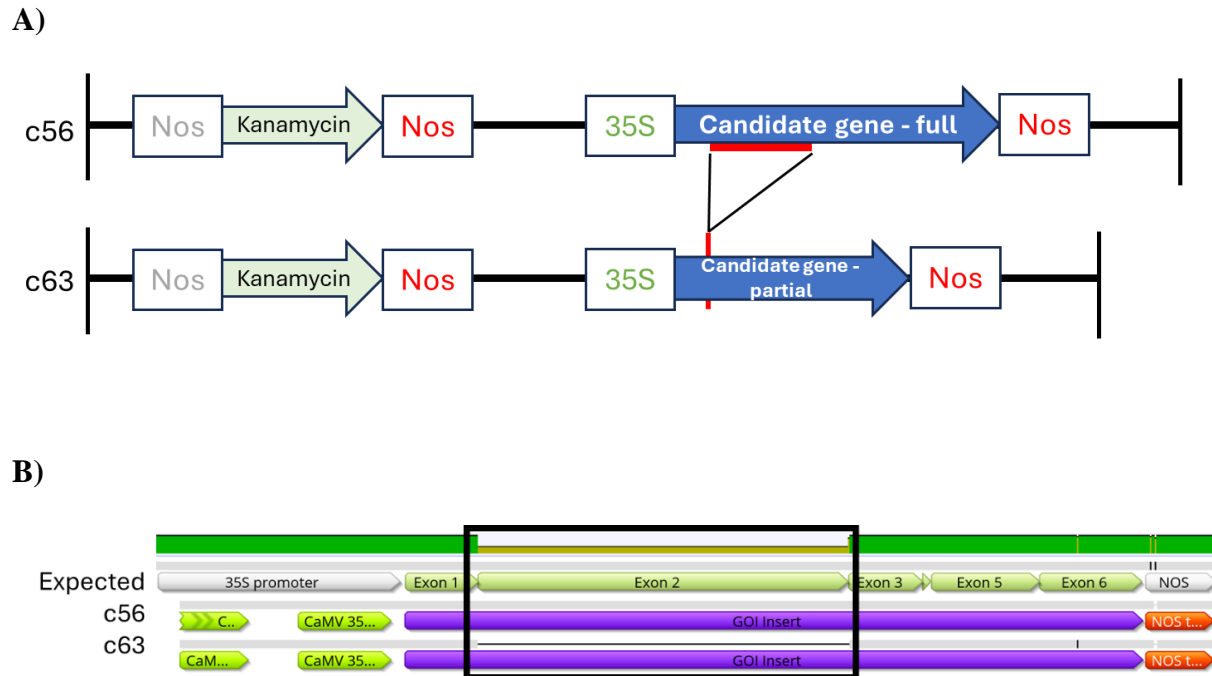 A)
c56
Nos
Kanamycin
Nos
35S
Candidate gene - full
Nos
c63
Nos
Kanamycin
Nos
35S
Candidate gene -
partial
Nos
B)
Expected
35S promoter
Exon 1
Exon 2
Exon 3
Exon 5
Exon 6
NOS
c56
C..
CaMV 35...
GOI Insert
NOS t...
c63
CaM...
CaMV 35...
GOI Insert
NOS t...